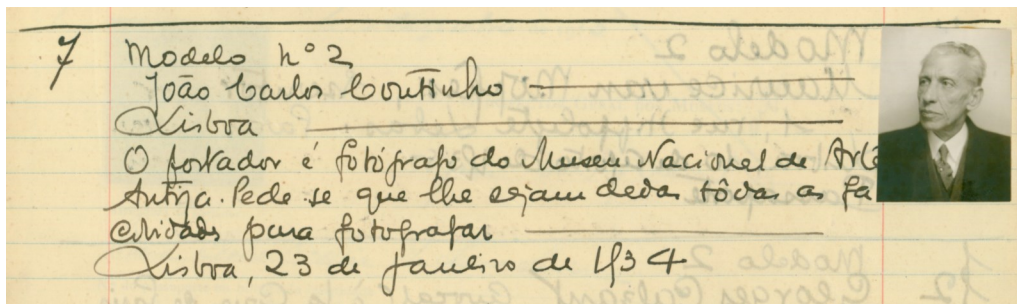 7
Modelo nº 2
João Carlos Coutinho
Lisboa
O portador é fotógrafo do Museu Nacional de Arte
Antiga. Pede-se que lhe sejam dadas tôdas as fa
cilidades para fotografar
Lisboa, 23 de Janeiro de 1934